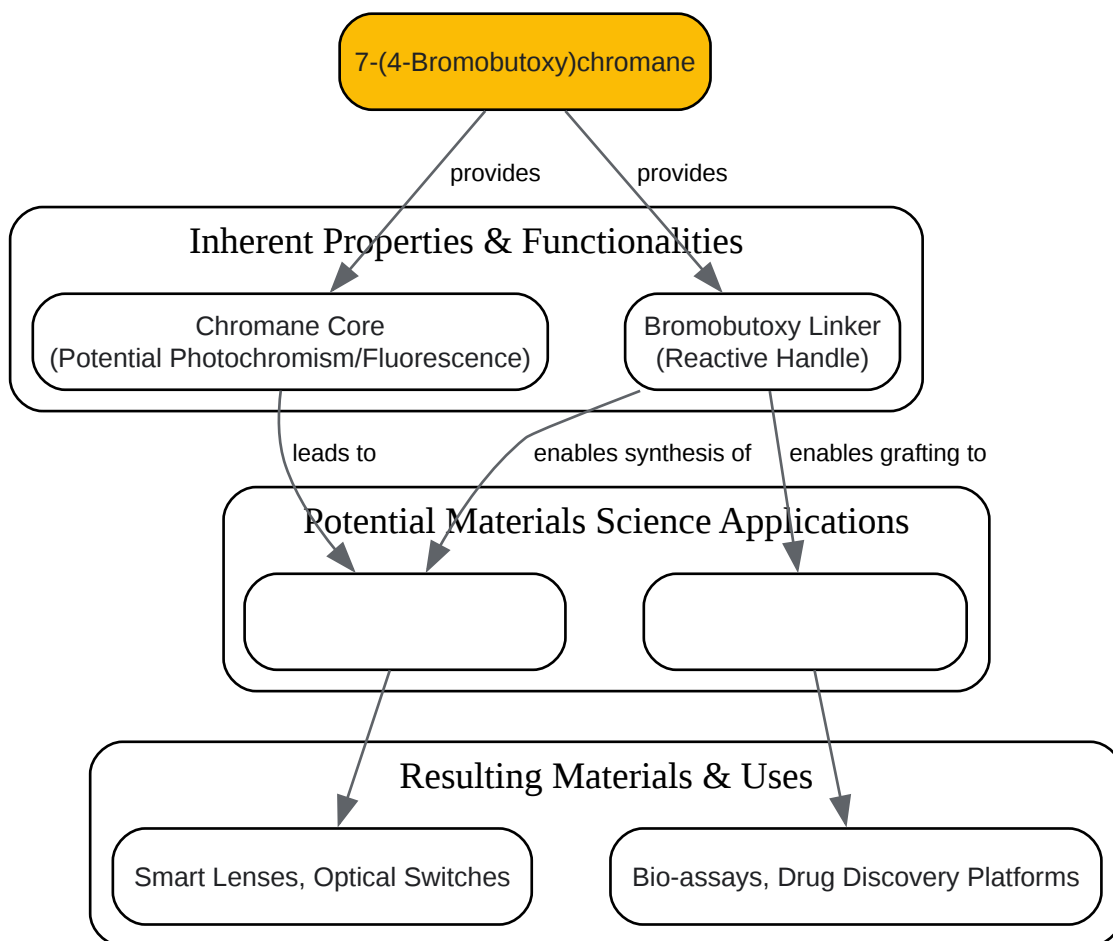 7-(4-Bromobutoxy)chromane
provides
provides
Inherent Properties & Functionalities
Chromane Core
(Potential Photochromism/Fluorescence)
Bromobutoxy Linker
(Reactive Handle)
leads to
enables synthesis of
enables grafting to
Potential Materials Science Applications
Resulting Materials & Uses
Smart Lenses, Optical Switches
Bio-assays, Drug Discovery Platforms